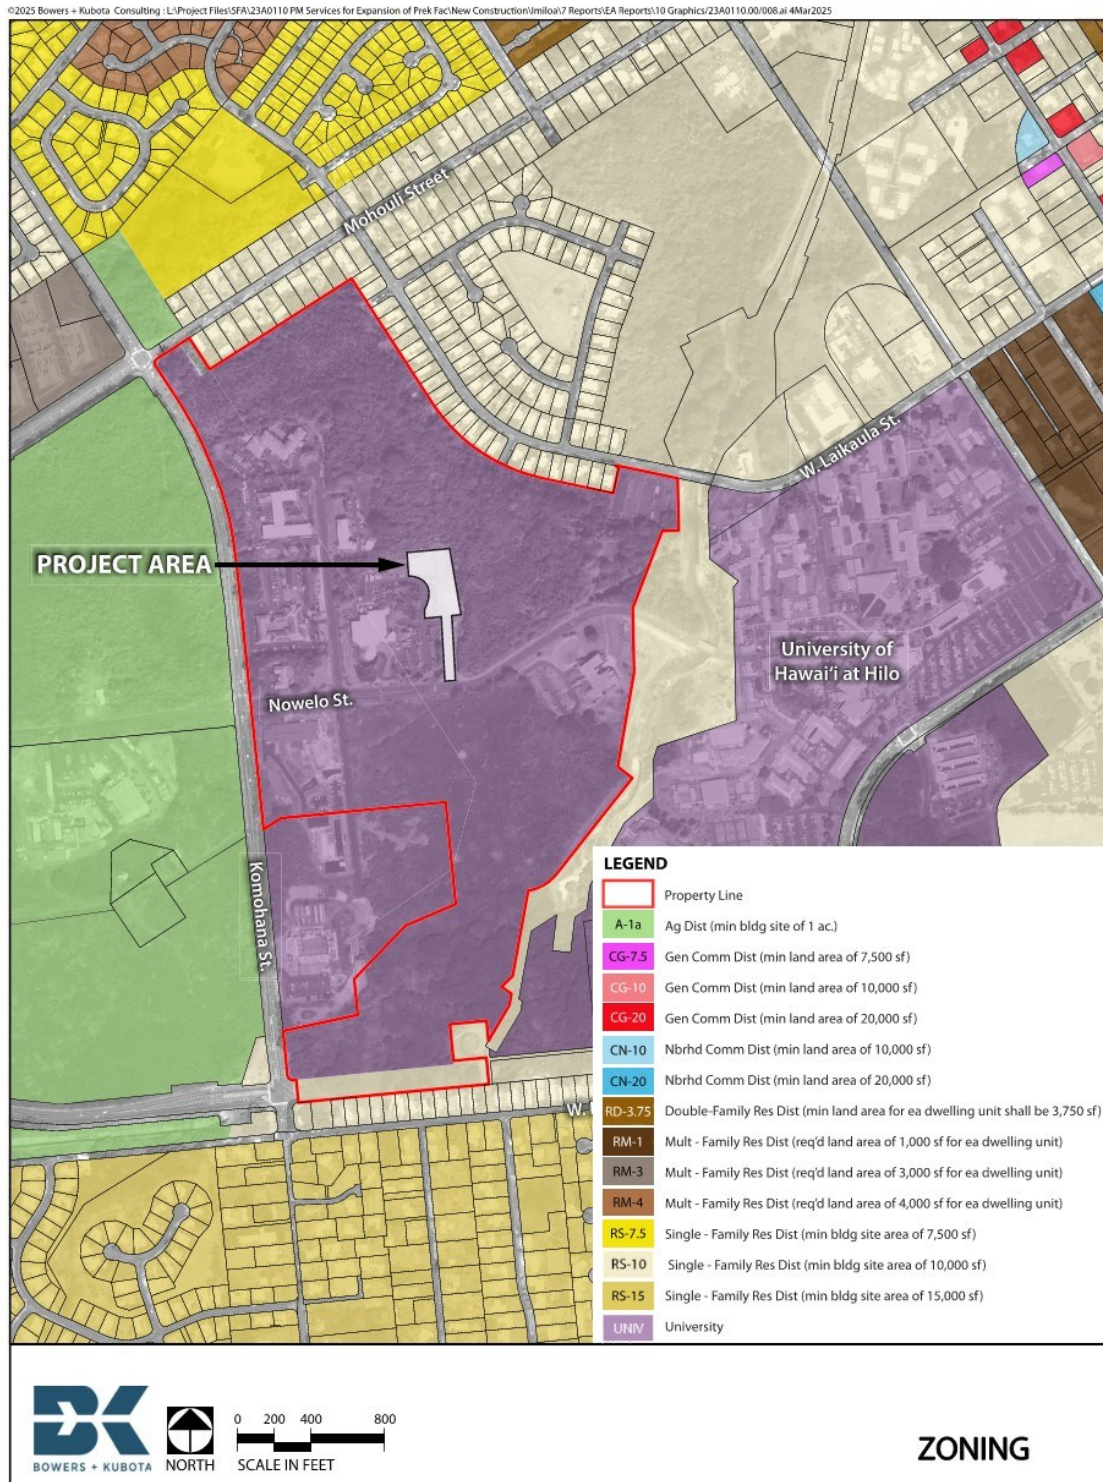 ©2025 Bowers + Kubota Consulting : L:\Project Files\SFA\23A0110 PM Services for Expansion of Prek Fac\New Construction\Imiloa\7 Reports\EA Reports\10 Graphics/23A0110.00/008.ai 4Mar2025
Mohouli Street
W. Laikaula St.
PROJECT AREA
University of
Hawai‘i at Hilo
Nowelo St.
Komohana St.
W.
LEGEND
Property Line
A-1a Ag Dist (min bldg site of 1 ac.)
CG-7.5 Gen Comm Dist (min land area of 7,500 sf)
CG-10 Gen Comm Dist (min land area of 10,000 sf)
CG-20 Gen Comm Dist (min land area of 20,000 sf)
CN-10 Nbrhd Comm Dist (min land area of 10,000 sf)
CN-20 Nbrhd Comm Dist (min land area of 20,000 sf)
RD-3.75 Double-Family Res Dist (min land area for ea dwelling unit shall be 3,750 sf)
RM-1 Mult - Family Res Dist (req'd land area of 1,000 sf for ea dwelling unit)
RM-3 Mult - Family Res Dist (req'd land area of 3,000 sf for ea dwelling unit)
RM-4 Mult - Family Res Dist (req'd land area of 4,000 sf for ea dwelling unit)
RS-7.5 Single - Family Res Dist (min bldg site area of 7,500 sf)
RS-10 Single - Family Res Dist (min bldg site area of 10,000 sf)
RS-15 Single - Family Res Dist (min bldg site area of 15,000 sf)
UNIV University
BK
BOWERS + KUBOTA
NORTH
0 200 400 800
SCALE IN FEET
ZONING